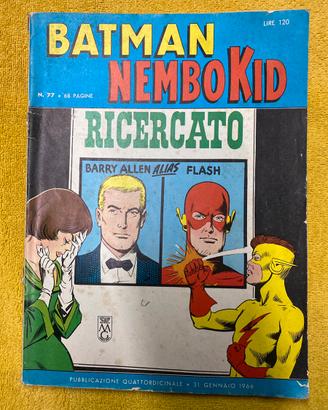 LIRE 120
BATMAN
NEMBO KID
N. 77 • 68 PAGINE
RICERCATO
BARRY ALLEN ALIAS FLASH
PUBBLICAZIONE QUATTORDICINALE • 31 GENNAIO 1966